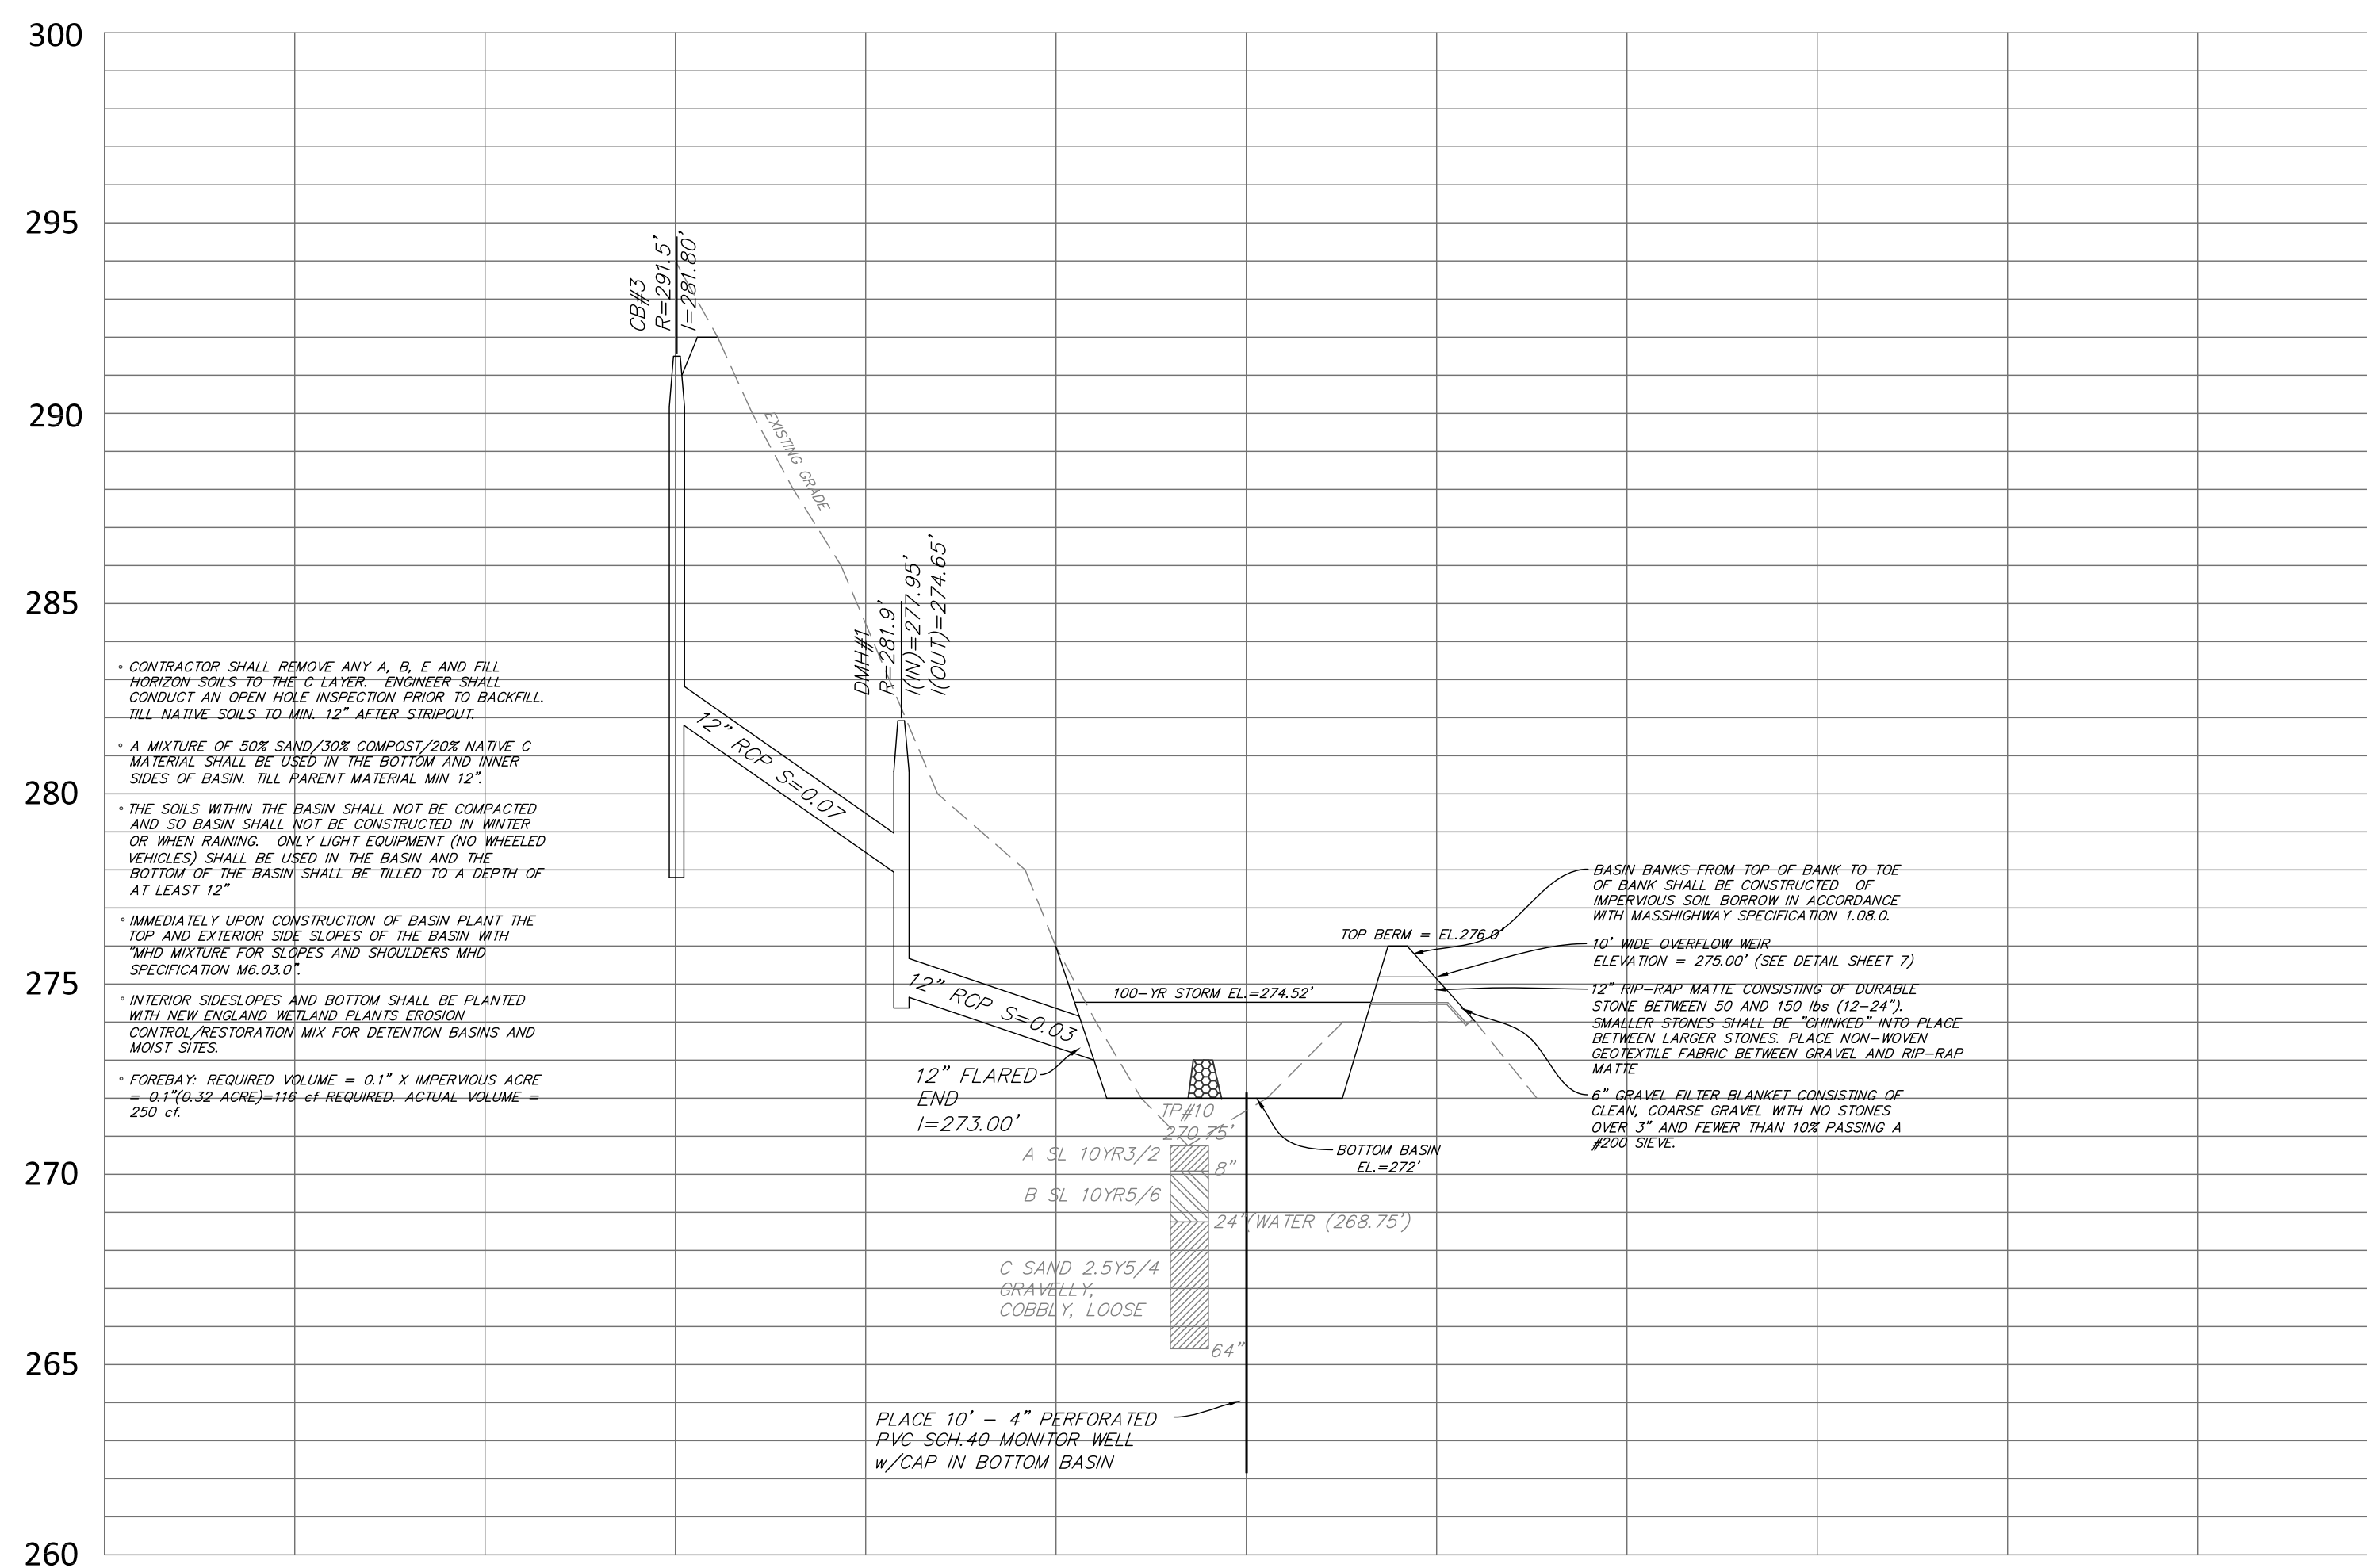 300
295
290
285
280
275
270
265
260
CB#3
R=291.5'
I=281.80'
EXISTING GRADE
DMH#1
R=281.9'
I(IN)=277.95'
I(OUT)=274.65'
12" RCP S=0.07
12" RCP S=0.03
12" FLARED
END
I=273.00'
° CONTRACTOR SHALL REMOVE ANY A, B, E AND FILL
HORIZON SOILS TO THE C LAYER. ENGINEER SHALL
CONDUCT AN OPEN HOLE INSPECTION PRIOR TO BACKFILL.
TILL NATIVE SOILS TO MIN. 12" AFTER STRIPOUT.
° A MIXTURE OF 50% SAND/30% COMPOST/20% NATIVE C
MATERIAL SHALL BE USED IN THE BOTTOM AND INNER
SIDES OF BASIN. TILL PARENT MATERIAL MIN 12".
° THE SOILS WITHIN THE BASIN SHALL NOT BE COMPACTED
AND SO BASIN SHALL NOT BE CONSTRUCTED IN WINTER
OR WHEN RAINING. ONLY LIGHT EQUIPMENT (NO WHEELED
VEHICLES) SHALL BE USED IN THE BASIN AND THE
BOTTOM OF THE BASIN SHALL BE TILLED TO A DEPTH OF
AT LEAST 12"
° IMMEDIATELY UPON CONSTRUCTION OF BASIN PLANT THE
TOP AND EXTERIOR SIDE SLOPES OF THE BASIN WITH
"MHD MIXTURE FOR SLOPES AND SHOULDERS MHD
SPECIFICATION M6.03.0".
° INTERIOR SIDESLOPES AND BOTTOM SHALL BE PLANTED
WITH NEW ENGLAND WETLAND PLANTS EROSION
CONTROL/RESTORATION MIX FOR DETENTION BASINS AND
MOIST SITES.
° FOREBAY: REQUIRED VOLUME = 0.1" X IMPERVIOUS ACRE
= 0.1"(0.32 ACRE)=116 cf REQUIRED. ACTUAL VOLUME =
250 cf.
TOP BERM = EL.276.0'
100-YR STORM EL.=274.52'
BASIN BANKS FROM TOP OF BANK TO TOE
OF BANK SHALL BE CONSTRUCTED OF
IMPERVIOUS SOIL BORROW IN ACCORDANCE
WITH MASSHIGHWAY SPECIFICATION 1.08.0.
10' WIDE OVERFLOW WEIR
ELEVATION = 275.00' (SEE DETAIL SHEET 7)
12" RIP-RAP MATTE CONSISTING OF DURABLE
STONE BETWEEN 50 AND 150 lbs (12-24").
SMALLER STONES SHALL BE "CHINKED" INTO PLACE
BETWEEN LARGER STONES. PLACE NON-WOVEN
GEOTEXTILE FABRIC BETWEEN GRAVEL AND RIP-RAP
MATTE
6" GRAVEL FILTER BLANKET CONSISTING OF
CLEAN, COARSE GRAVEL WITH NO STONES
OVER 3" AND FEWER THAN 10% PASSING A
#200 SIEVE.
BOTTOM BASIN
EL.=272'
TP#10
270.75'
A SL 10YR3/2
8"
B SL 10YR5/6
24"(WATER (268.75')
C SAND 2.5Y5/4
GRAVELLY,
COBBLY, LOOSE
64"
PLACE 10' - 4" PERFORATED
PVC SCH.40 MONITOR WELL
w/CAP IN BOTTOM BASIN